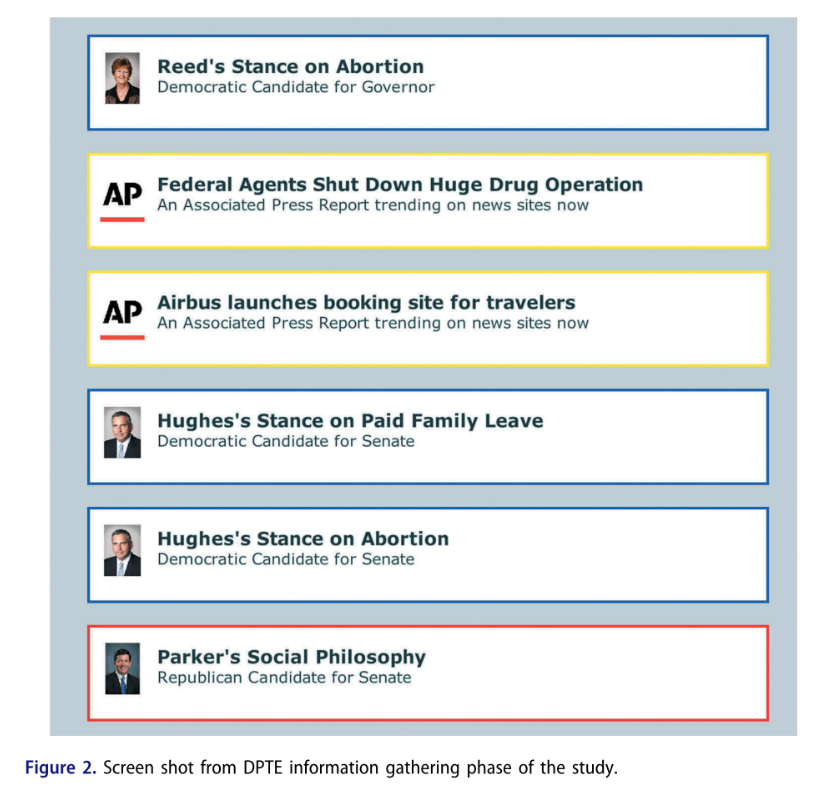 Reed's Stance on Abortion
Democratic Candidate for Governor
AP
Federal Agents Shut Down Huge Drug Operation
An Associated Press Report trending on news sites now
AP
Airbus launches booking site for travelers
An Associated Press Report trending on news sites now
Hughes's Stance on Paid Family Leave
Democratic Candidate for Senate
Hughes's Stance on Abortion
Democratic Candidate for Senate
Parker's Social Philosophy
Republican Candidate for Senate
Figure 2. Screen shot from DPTE information gathering phase of the study.